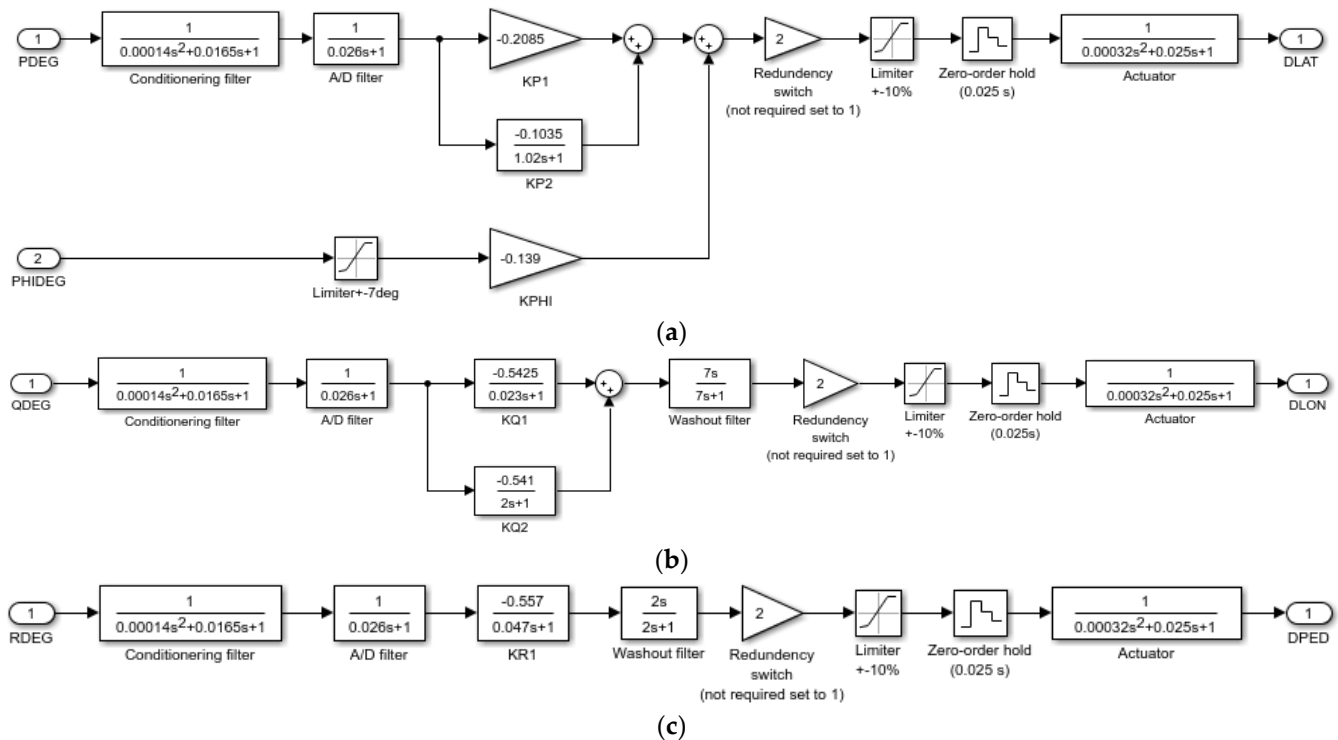 1
PDEG
1
0.00014s²+0.0165s+1
Conditionering filter
1
0.026s+1
A/D filter
-0.2085
KP1
-0.1035
1.02s+1
KP2
+
+
+
+
2
Redundency
switch
(not required set to 1)
Limiter
+-10%
Zero-order hold
(0.025 s)
1
0.00032s²+0.025s+1
Actuator
1
DLAT
2
PHIDEG
Limiter+-7deg
-0.139
KPHI
(a)
1
QDEG
1
0.00014s²+0.0165s+1
Conditionering filter
1
0.026s+1
A/D filter
-0.5425
0.023s+1
KQ1
-0.541
2s+1
KQ2
+
+
7s
7s+1
Washout filter
2
Redundency
switch
(not required set to 1)
Limiter
+-10%
Zero-order hold
(0.025s)
1
0.00032s²+0.025s+1
Actuator
1
DLON
(b)
1
RDEG
1
0.00014s²+0.0165s+1
Conditionering filter
1
0.026s+1
A/D filter
-0.557
0.047s+1
KR1
2s
2s+1
Washout filter
2
Redundency
switch
(not required set to 1)
Limiter
+-10%
Zero-order hold
(0.025 s)
1
0.00032s²+0.025s+1
Actuator
1
DPED
(c)